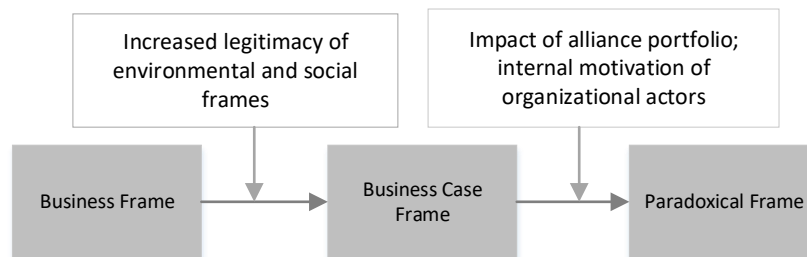 Increased legitimacy of
environmental and social
frames
Impact of alliance portfolio;
internal motivation of
organizational actors
Business Frame
Business Case
Frame
Paradoxical Frame